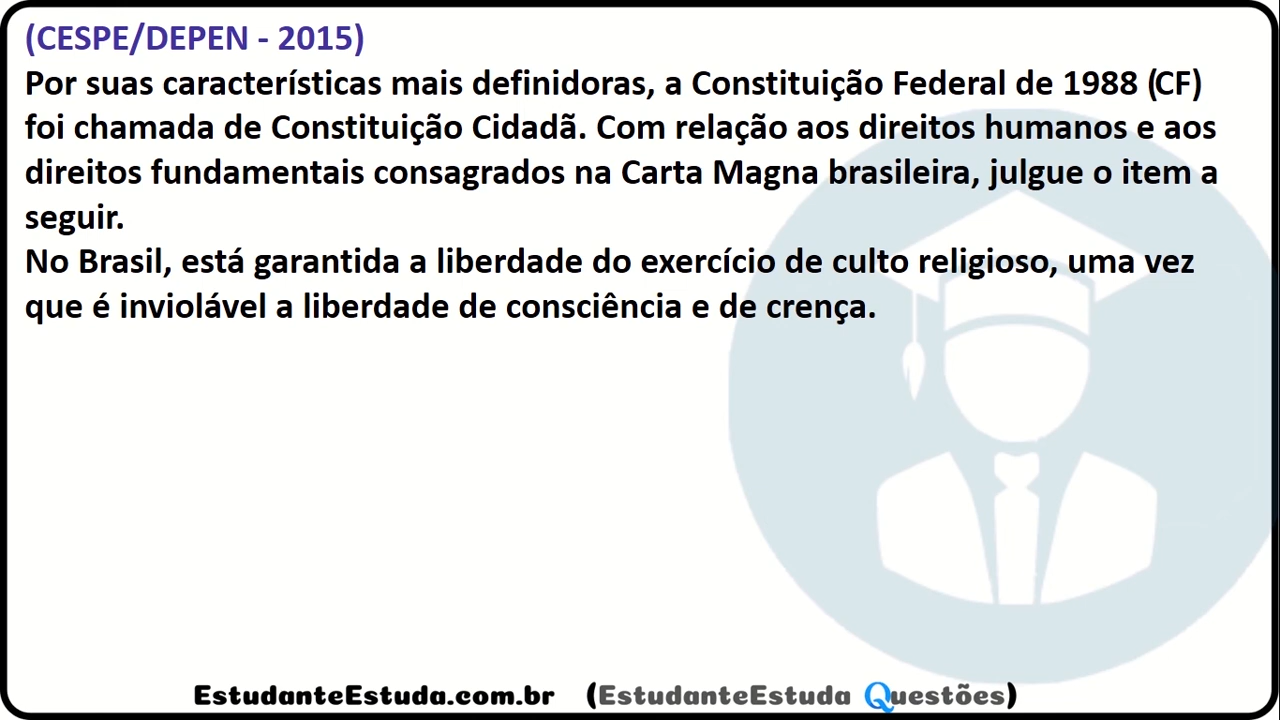 (CESPE/DEPEN - 2015)
Por suas características mais definidoras, a Constituição Federal de 1988 (CF)
foi chamada de Constituição Cidadã. Com relação aos direitos humanos e aos
direitos fundamentais consagrados na Carta Magna brasileira, julgue o item a
seguir.
No Brasil, está garantida a liberdade do exercício de culto religioso, uma vez
que é inviolável a liberdade de consciência e de crença.
EstudanteEstuda.com.br (EstudanteEstuda Questões)